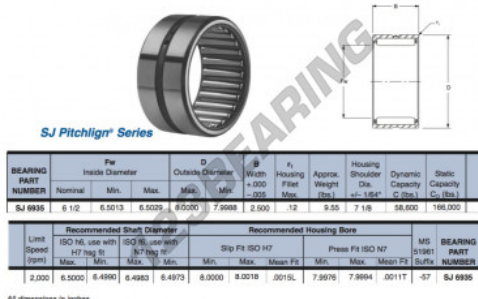 B
r₁
Fw
D
SJ Pitchlign® Series
BEARING PART NUMBER
Fw Inside Diameter
D Outside Diameter
B Width +.000 -.005
r₁ Housing Fillet Max.
Approx. Weight (lbs.)
Housing Shoulder Dia. +/- 1/64"
Dynamic Capacity C (lbs.)
Static Capacity C₀ (lbs.)
Nominal Min. Max. Max. Min.
SJ 6935 6 1/2 6.5013 6.5029 8.0000 7.9988 2.500 .12 9.55 7 1/8 58,600 166,000
Limit Speed (rpm)
Recommended Shaft Diameter
Recommended Housing Bore
MS 51961 Suffix
BEARING PART NUMBER
ISO h6, use with H7 hsg fit
ISO f6, use with N7 hsg fit
Slip Fit ISO H7
Press Fit ISO N7
Max. Min. Max. Min. Min. Max. Mean Fit Min. Max. Mean Fit
2,000 6.5000 6.4990 6.4983 6.4973 8.0000 8.0018 .0015L 7.9976 7.9994 .0011T -57 SJ 6935
All dimensions in inches